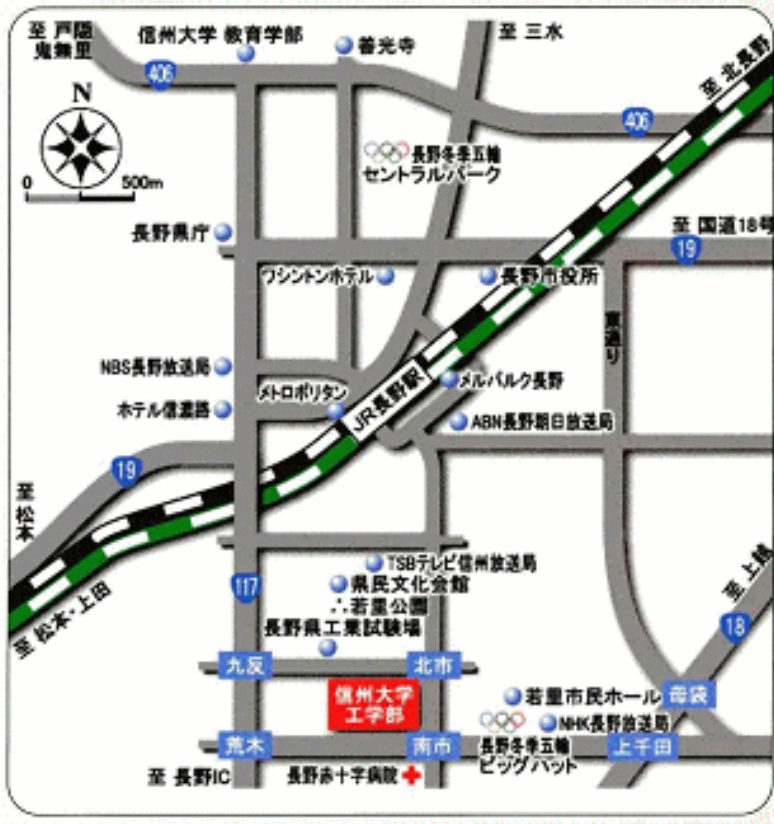 至 戸隠
鬼無里
信州大学 教育学部
善光寺
至 三水
至 北長野
406
406
N
0 500m
長野冬季五輪
セントラルパーク
長野県庁
至 国道18号
19
ワシントンホテル
長野市役所
東通り
NBS長野放送局
メトロポリタン
JR長野駅
メルパルク長野
ホテル信濃路
ABN長野朝日放送局
19
至 松本
至 松本・上田
117
TSBテレビ信州放送局
県民文化会館
∴若里公園
長野県工業試験場
至 上越
18
九反
北市
信州大学
工学部
若里市民ホール
母袋
NHK長野放送局
長野冬季五輪
ビッグハット
荒木
南市
上千田
至 長野IC
長野赤十字病院